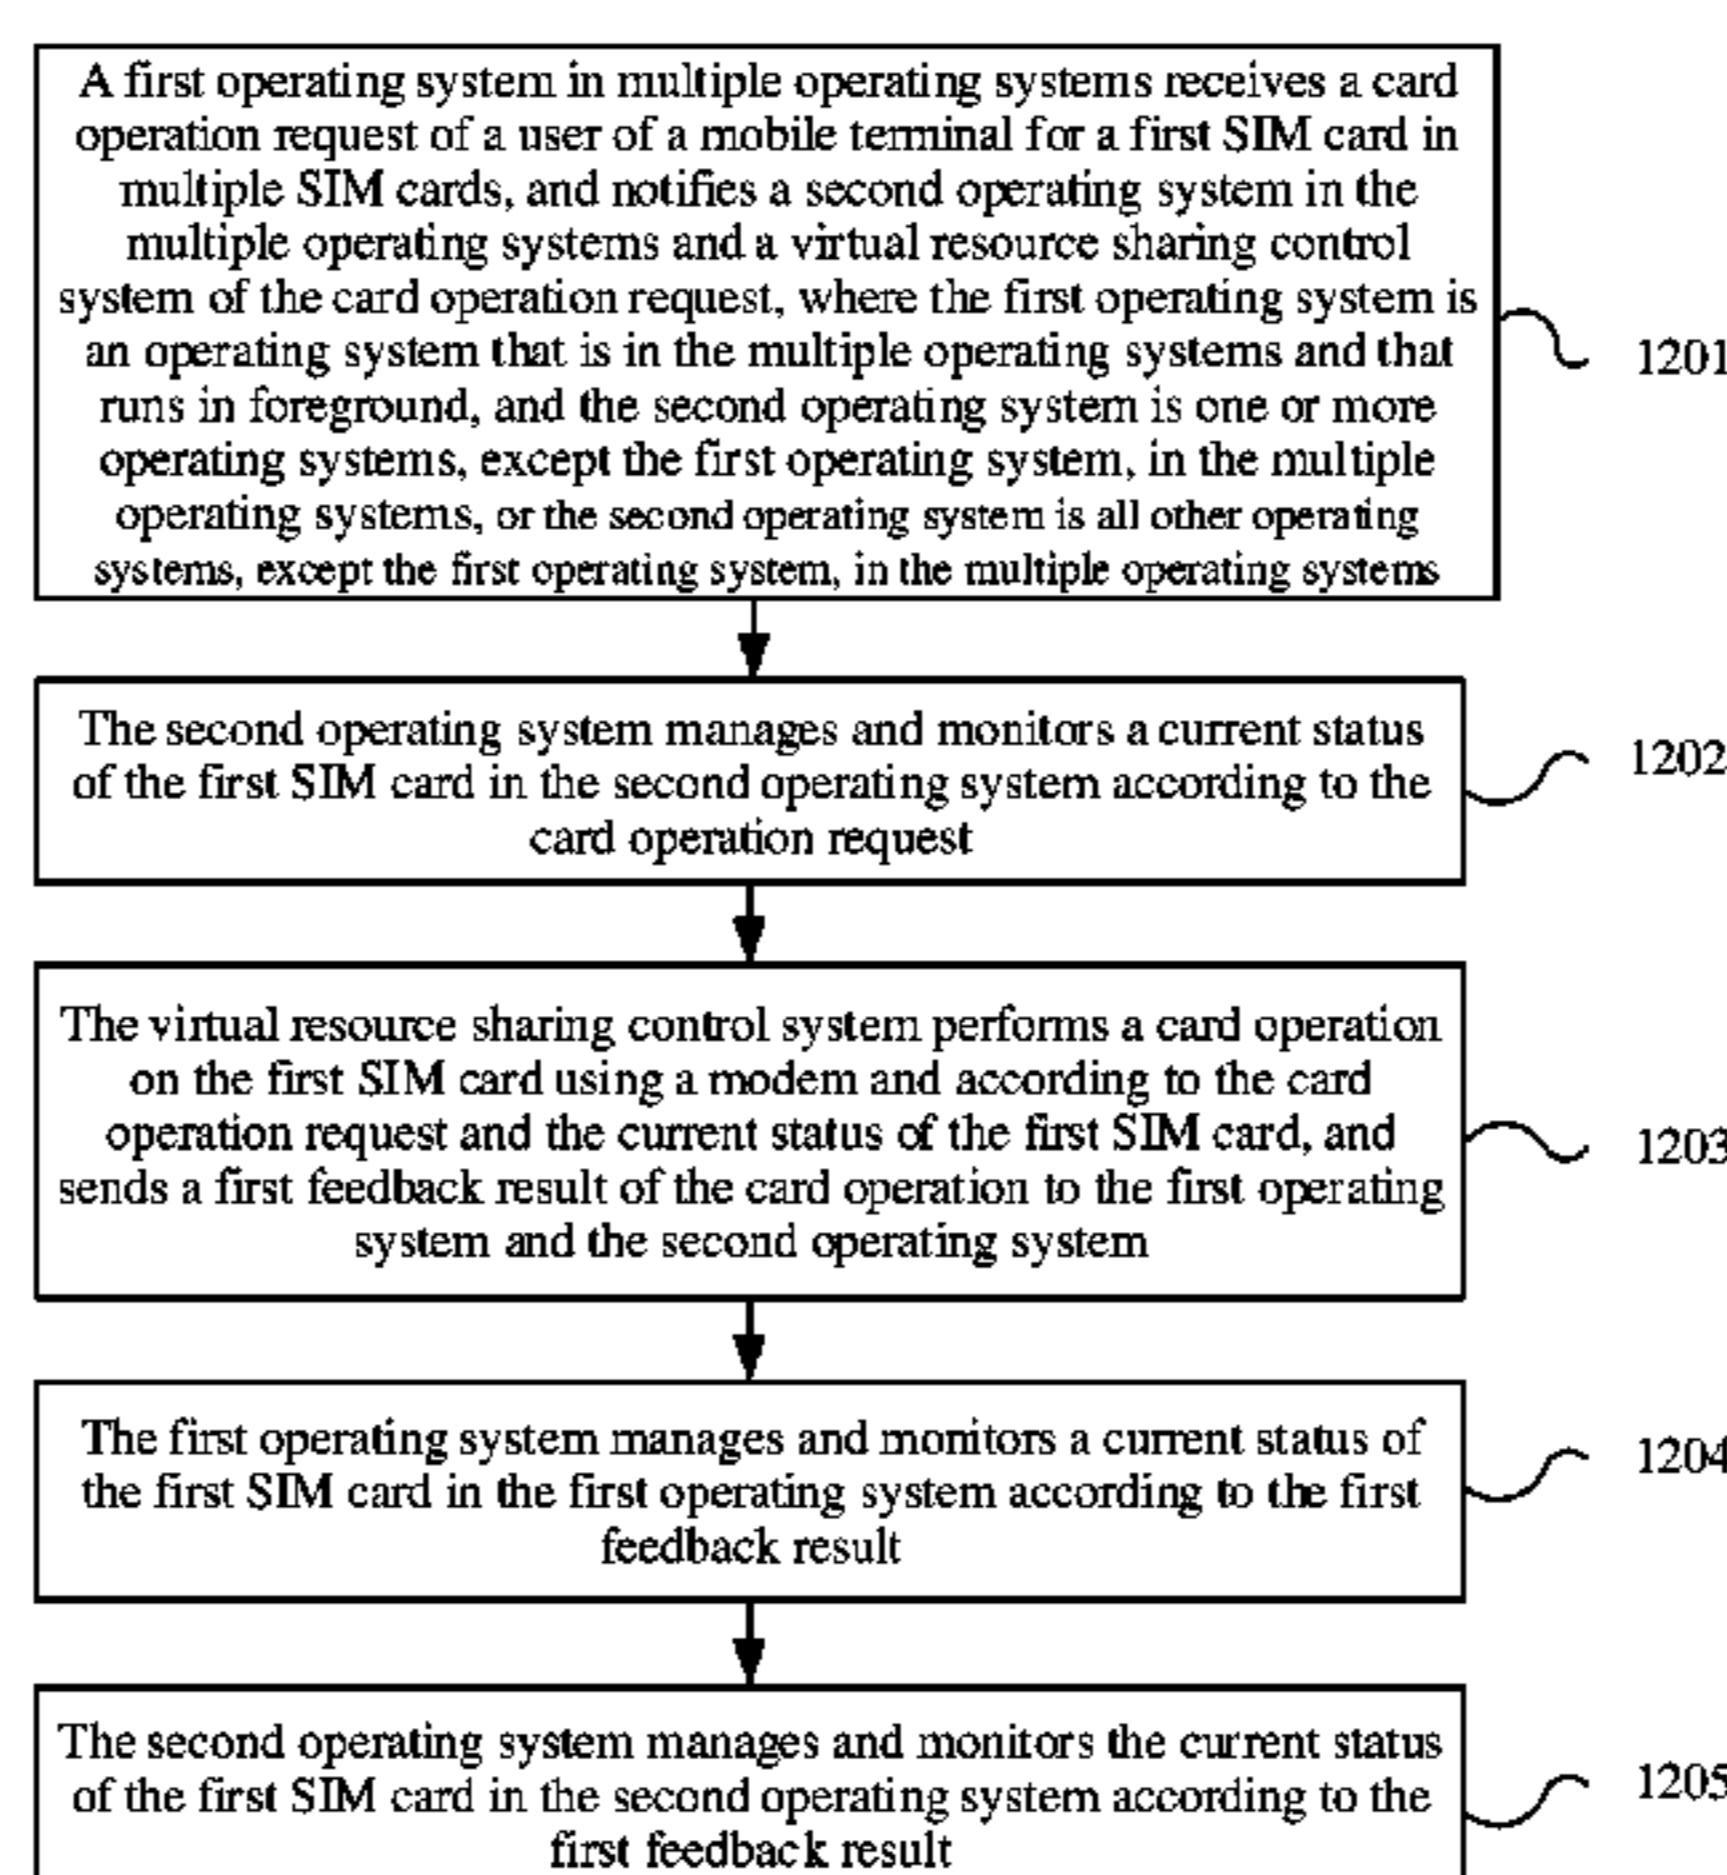 A first operating system in multiple operating systems receives a card
operation request of a user of a mobile terminal for a first SIM card in
multiple SIM cards, and notifies a second operating system in the
multiple operating systems and a virtual resource sharing control
system of the card operation request, where the first operating system is
an operating system that is in the multiple operating systems and that
runs in foreground, and the second operating system is one or more
operating systems, except the first operating system, in the multiple
operating systems, or the second operating system is all other operating
systems, except the first operating system, in the multiple operating systems
1201
The second operating system manages and monitors a current status
of the first SIM card in the second operating system according to the
card operation request
1202
The virtual resource sharing control system performs a card operation
on the first SIM card using a modem and according to the card
operation request and the current status of the first SIM card, and
sends a first feedback result of the card operation to the first operating
system and the second operating system
1203
The first operating system manages and monitors a current status of
the first SIM card in the first operating system according to the first
feedback result
1204
The second operating system manages and monitors the current status
of the first SIM card in the second operating system according to the
first feedback result
1205